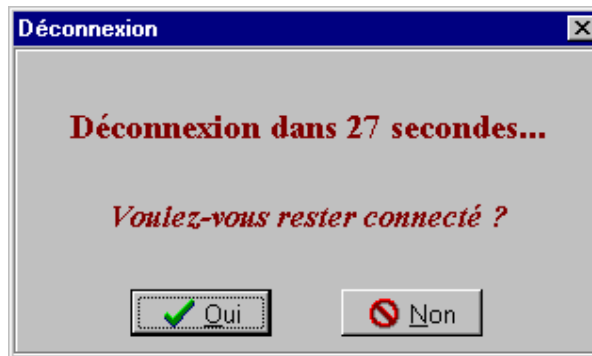 Déconnexion
Déconnexion dans 27 secondes...
Voulez-vous rester connecté ?
Oui
Non